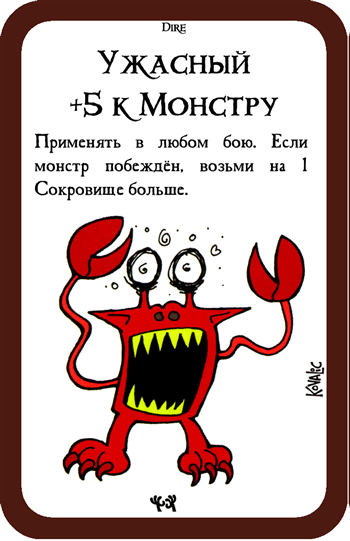 Dire
Ужасный
+5 к Монстру
Применять в любом бою. Если
монстр побеждён, возьми на 1
Сокровище больше.
Kovalic